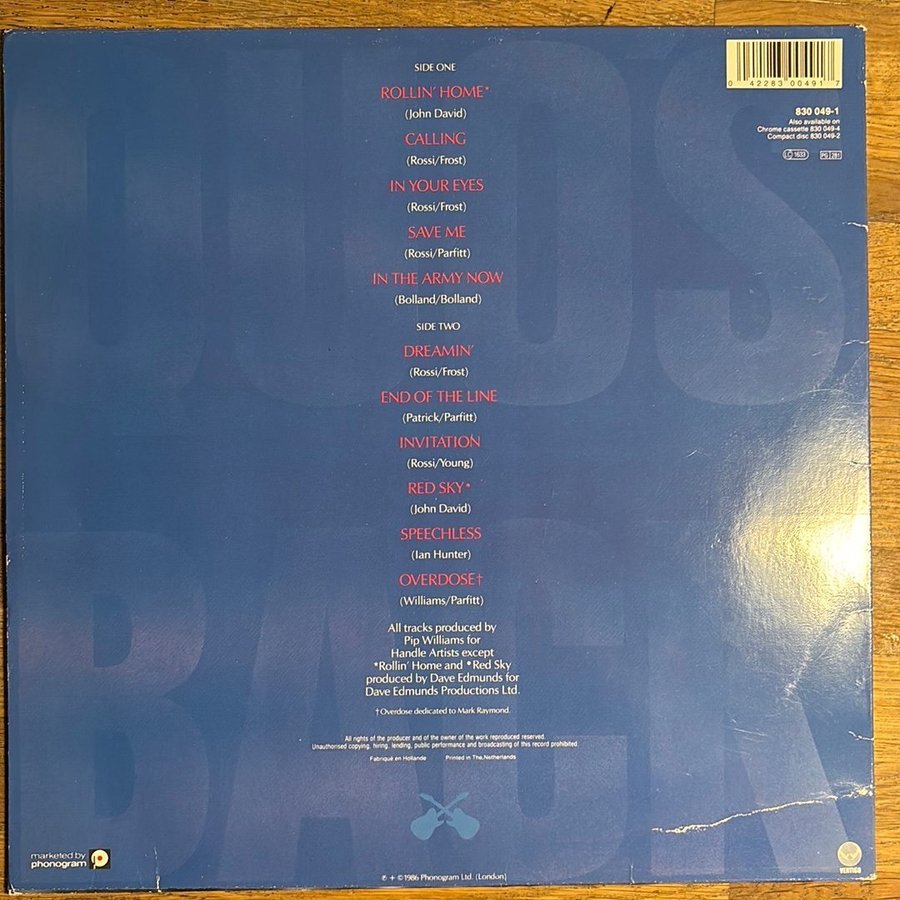 SIDE ONE
ROLLIN' HOME*
(John David)
CALLING
(Rossi/Frost)
IN YOUR EYES
(Rossi/Frost)
SAVE ME
(Rossi/Parfitt)
IN THE ARMY NOW
(Bolland/Bolland)
SIDE TWO
DREAMIN'
(Rossi/Frost)
END OF THE LINE
(Patrick/Parfitt)
INVITATION
(Rossi/Young)
RED SKY•
(John David)
SPEECHLESS
(Ian Hunter)
OVERDOSE†
(Williams/Parfitt)
All tracks produced by
Pip Williams for
Handle Artists except
*Rollin' Home and •Red Sky
produced by Dave Edmunds for
Dave Edmunds Productions Ltd.
†Overdose dedicated to Mark Raymond.
All rights of the producer and of the owner of the work reproduced reserved.
Unauthorised copying, hiring, lending, public performance and broadcasting of this record prohibited.
Fabriqué en Hollande Printed in The Netherlands
℗ + © 1986 Phonogram Ltd. (London)
0 42283 00491 7
830 049-1
Also available on
Chrome cassette 830 049-4
Compact disc 830 049-2
LC 1633
PG 281
QUOS
BACK
marketed by
phonogram
VERTIGO